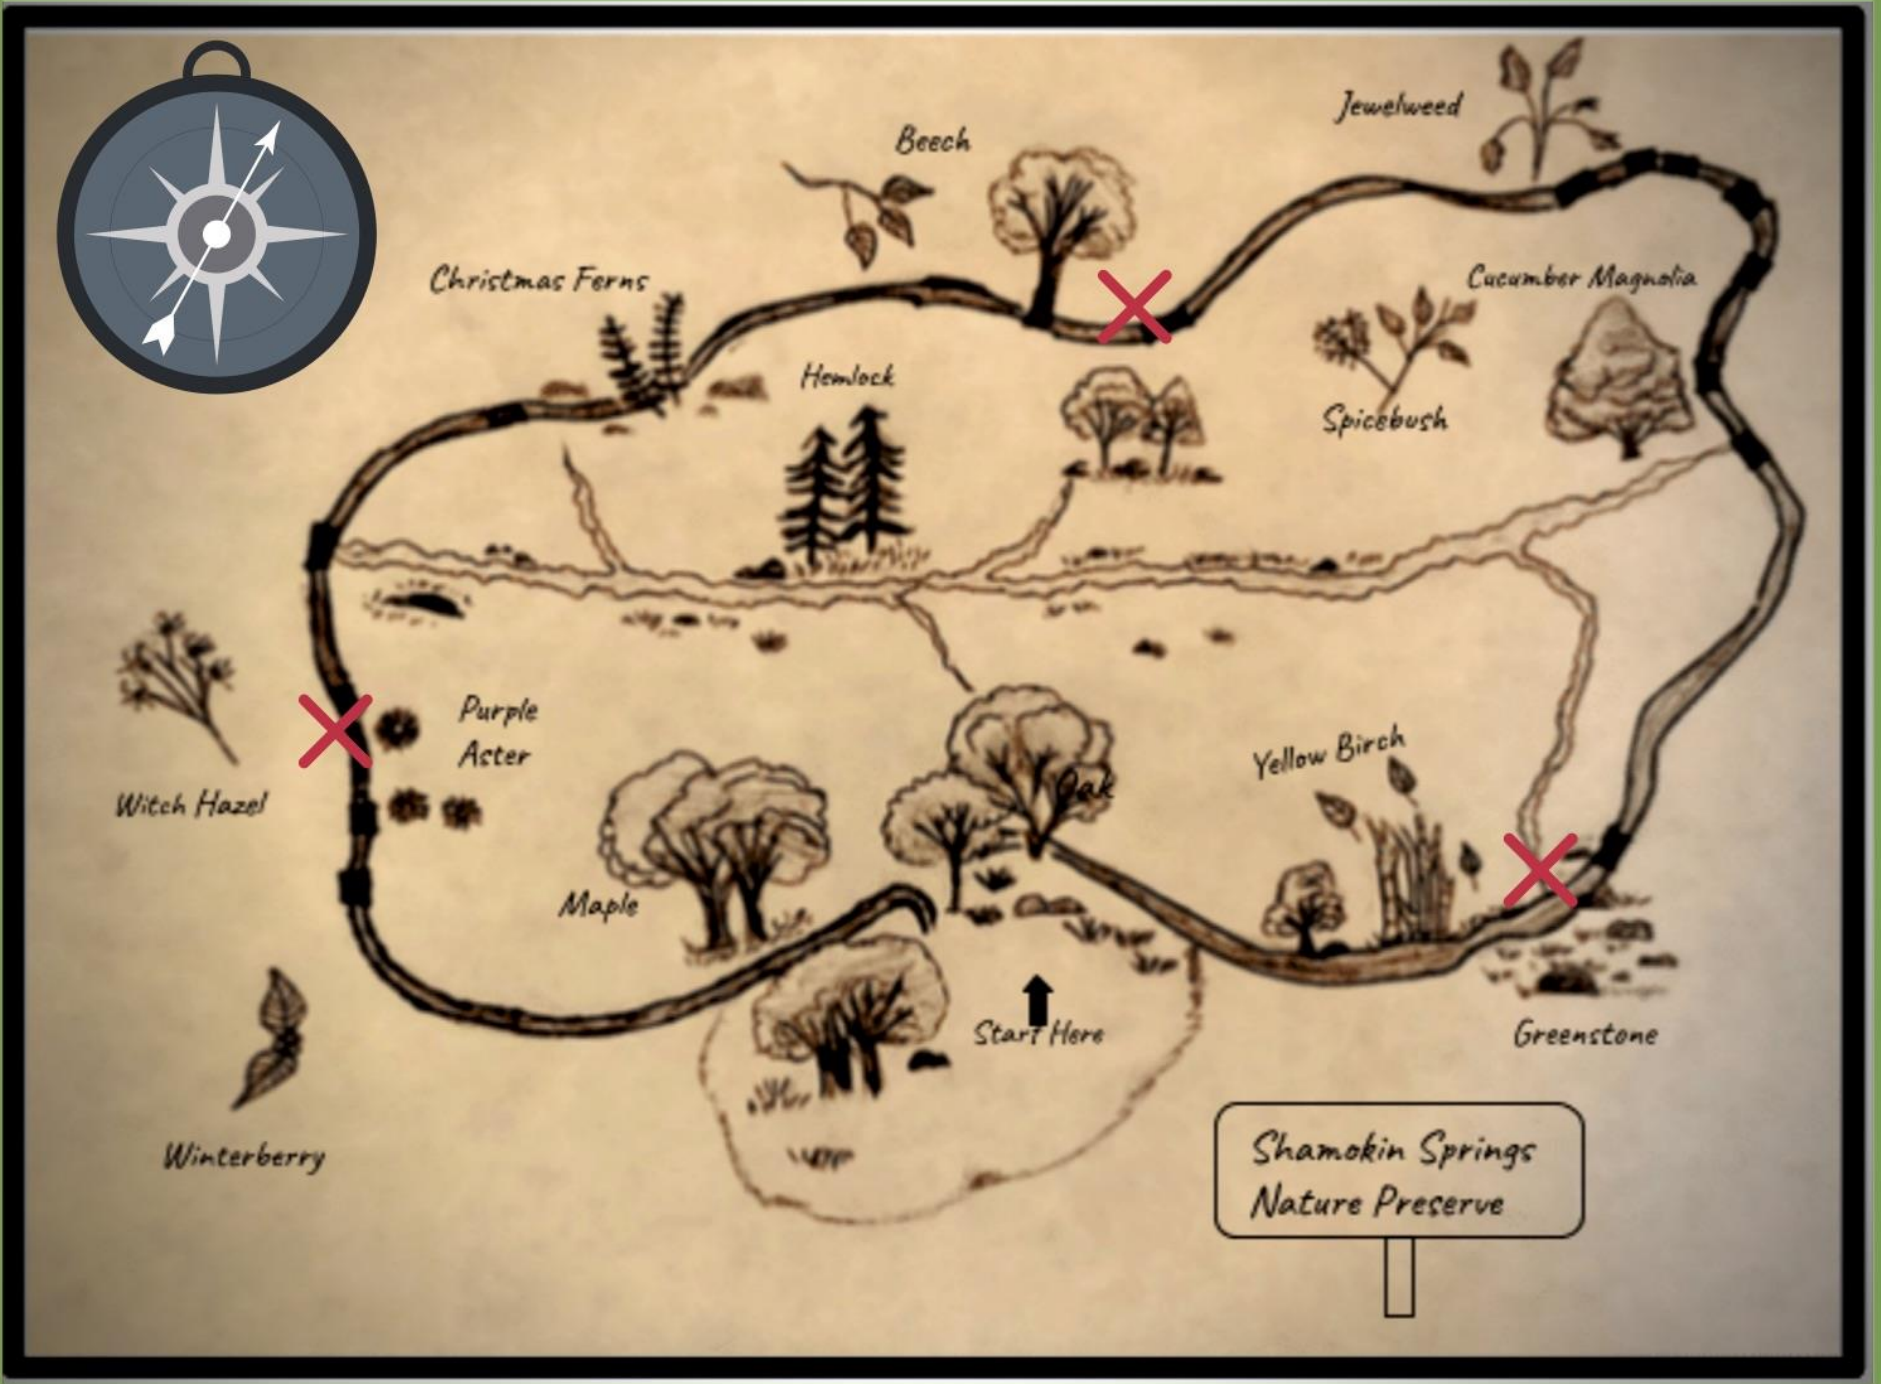 Jewelweed
Beech
Christmas Ferns
Cucumber Magnolia
Hemlock
Spicebush
Purple
Aster
Yellow Birch
Oak
Witch Hazel
Maple
Start Here
Greenstone
Winterberry
Shamokin Springs
Nature Preserve